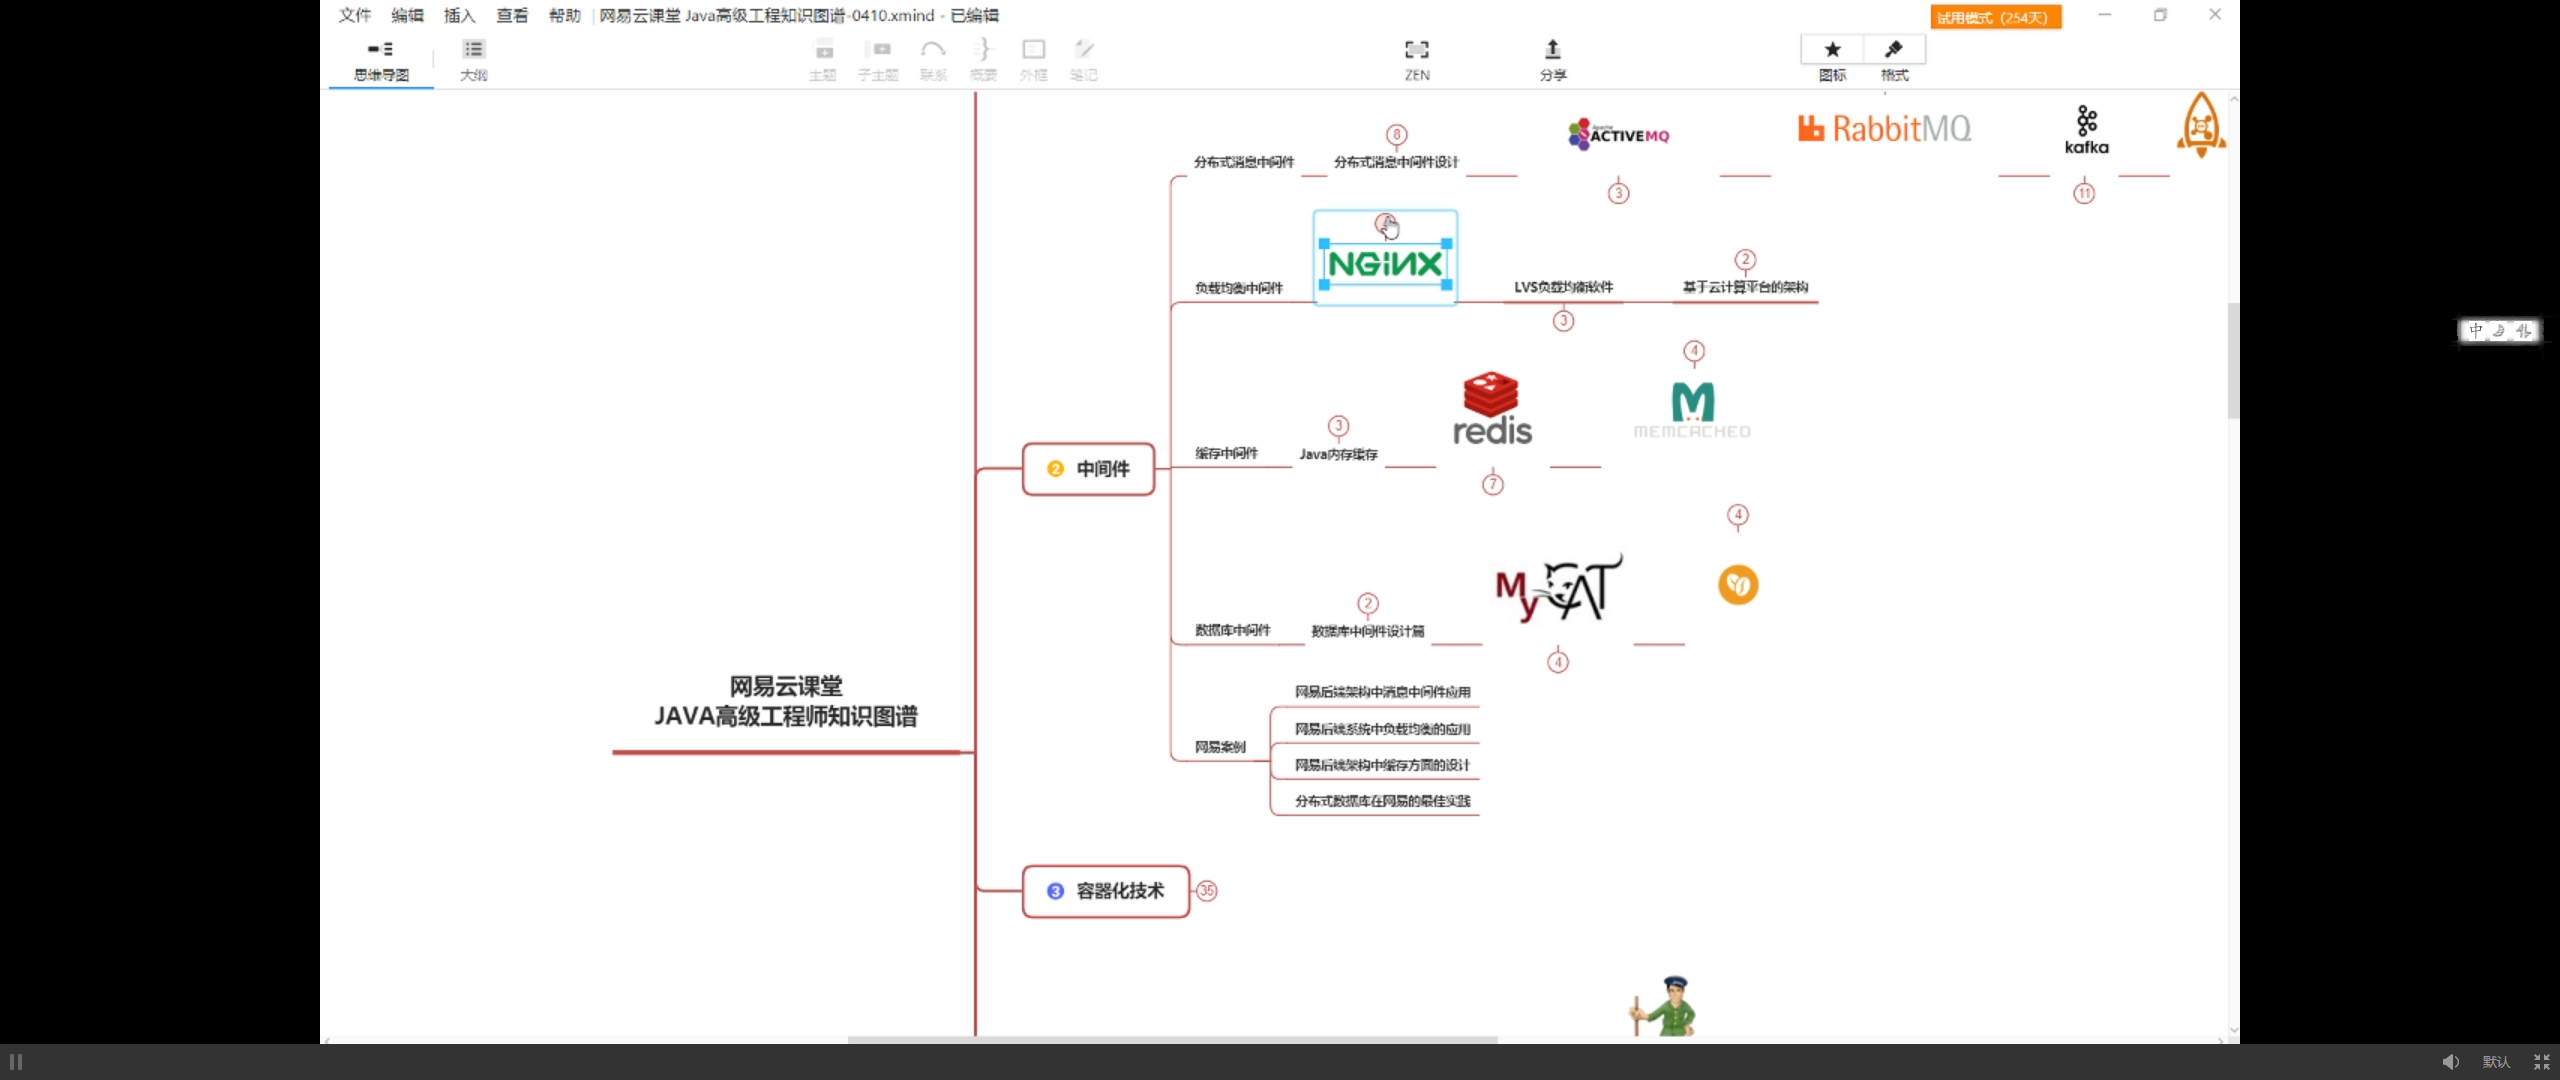 文件 编辑 插入 查看 帮助 网易云课堂 Java高级工程知识图谱-0410.xmind - 已编辑 试用模式（254天）
思维导图 大纲 主题 子主题 联系 概要 外框 笔记 ZEN 分享 图标 格式
分布式消息中间件 8 分布式消息中间件设计 Apache ACTIVEMQ 3 RabbitMQ kafka 11
负载均衡中间件 NGINX LVS负载均衡软件 3 2 基于云计算平台的架构
缓存中间件 3 Java内存缓存 redis 7 4 MEMCACHED
2 中间件
数据库中间件 2 数据库中间件设计篇 MyCAT 4 4
网易云课堂
JAVA高级工程师知识图谱
网易案例
网易后端架构中消息中间件应用
网易后端系统中负载均衡的应用
网易后端架构中缓存方面的设计
分布式数据库在网易的最佳实践
3 容器化技术 35
中
默认